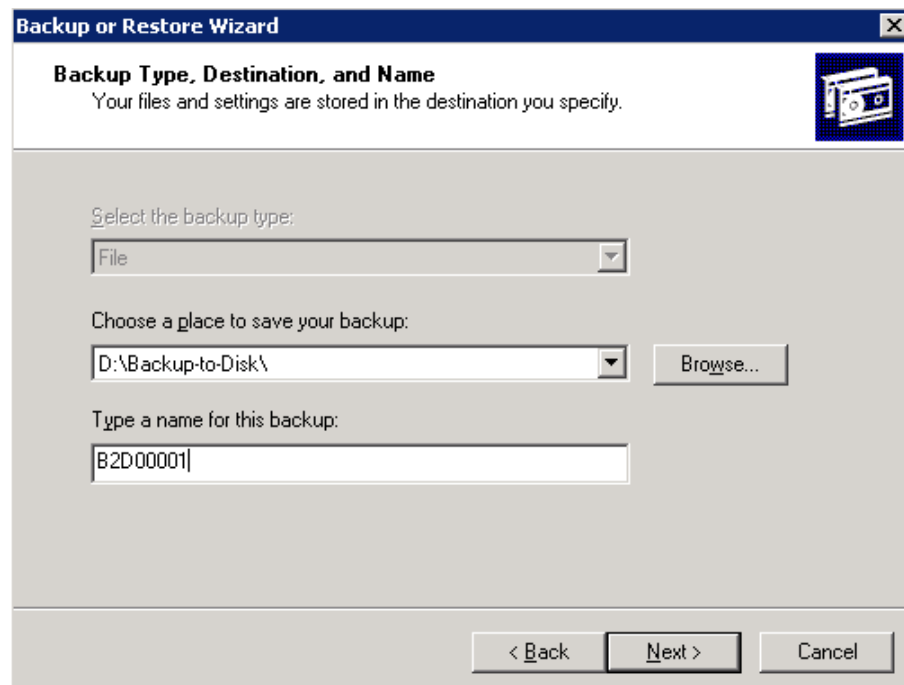 Backup or Restore Wizard
Backup Type, Destination, and Name
Your files and settings are stored in the destination you specify.
Select the backup type:
File
Choose a place to save your backup:
D:\Backup-to-Disk\
Browse...
Type a name for this backup:
B2D00001
< Back
Next >
Cancel